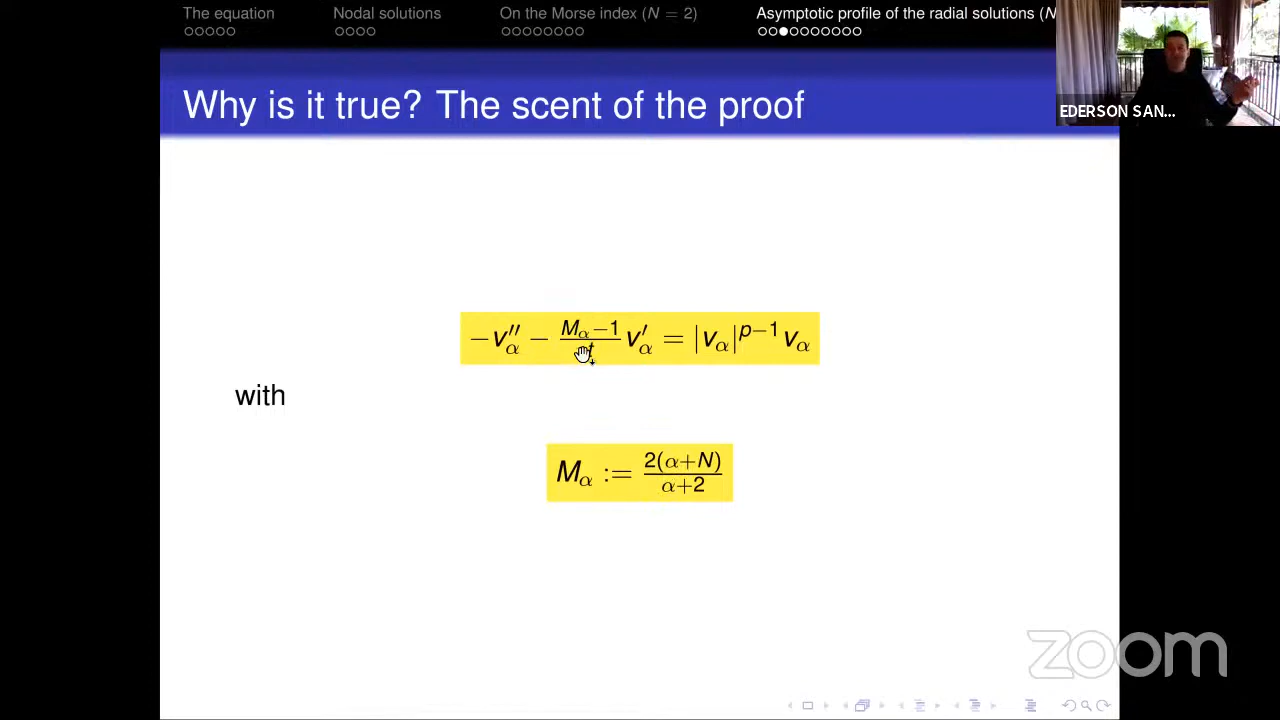 The equation Nodal solutions On the Morse index (N = 2) Asymptotic profile of the radial solutions (N
EDERSON SAN...
Why is it true? The scent of the proof
−v″_α − (M_α−1)/t v′_α = |v_α|^{p−1} v_α
with
M_α := 2(α+N)/(α+2)
zoom